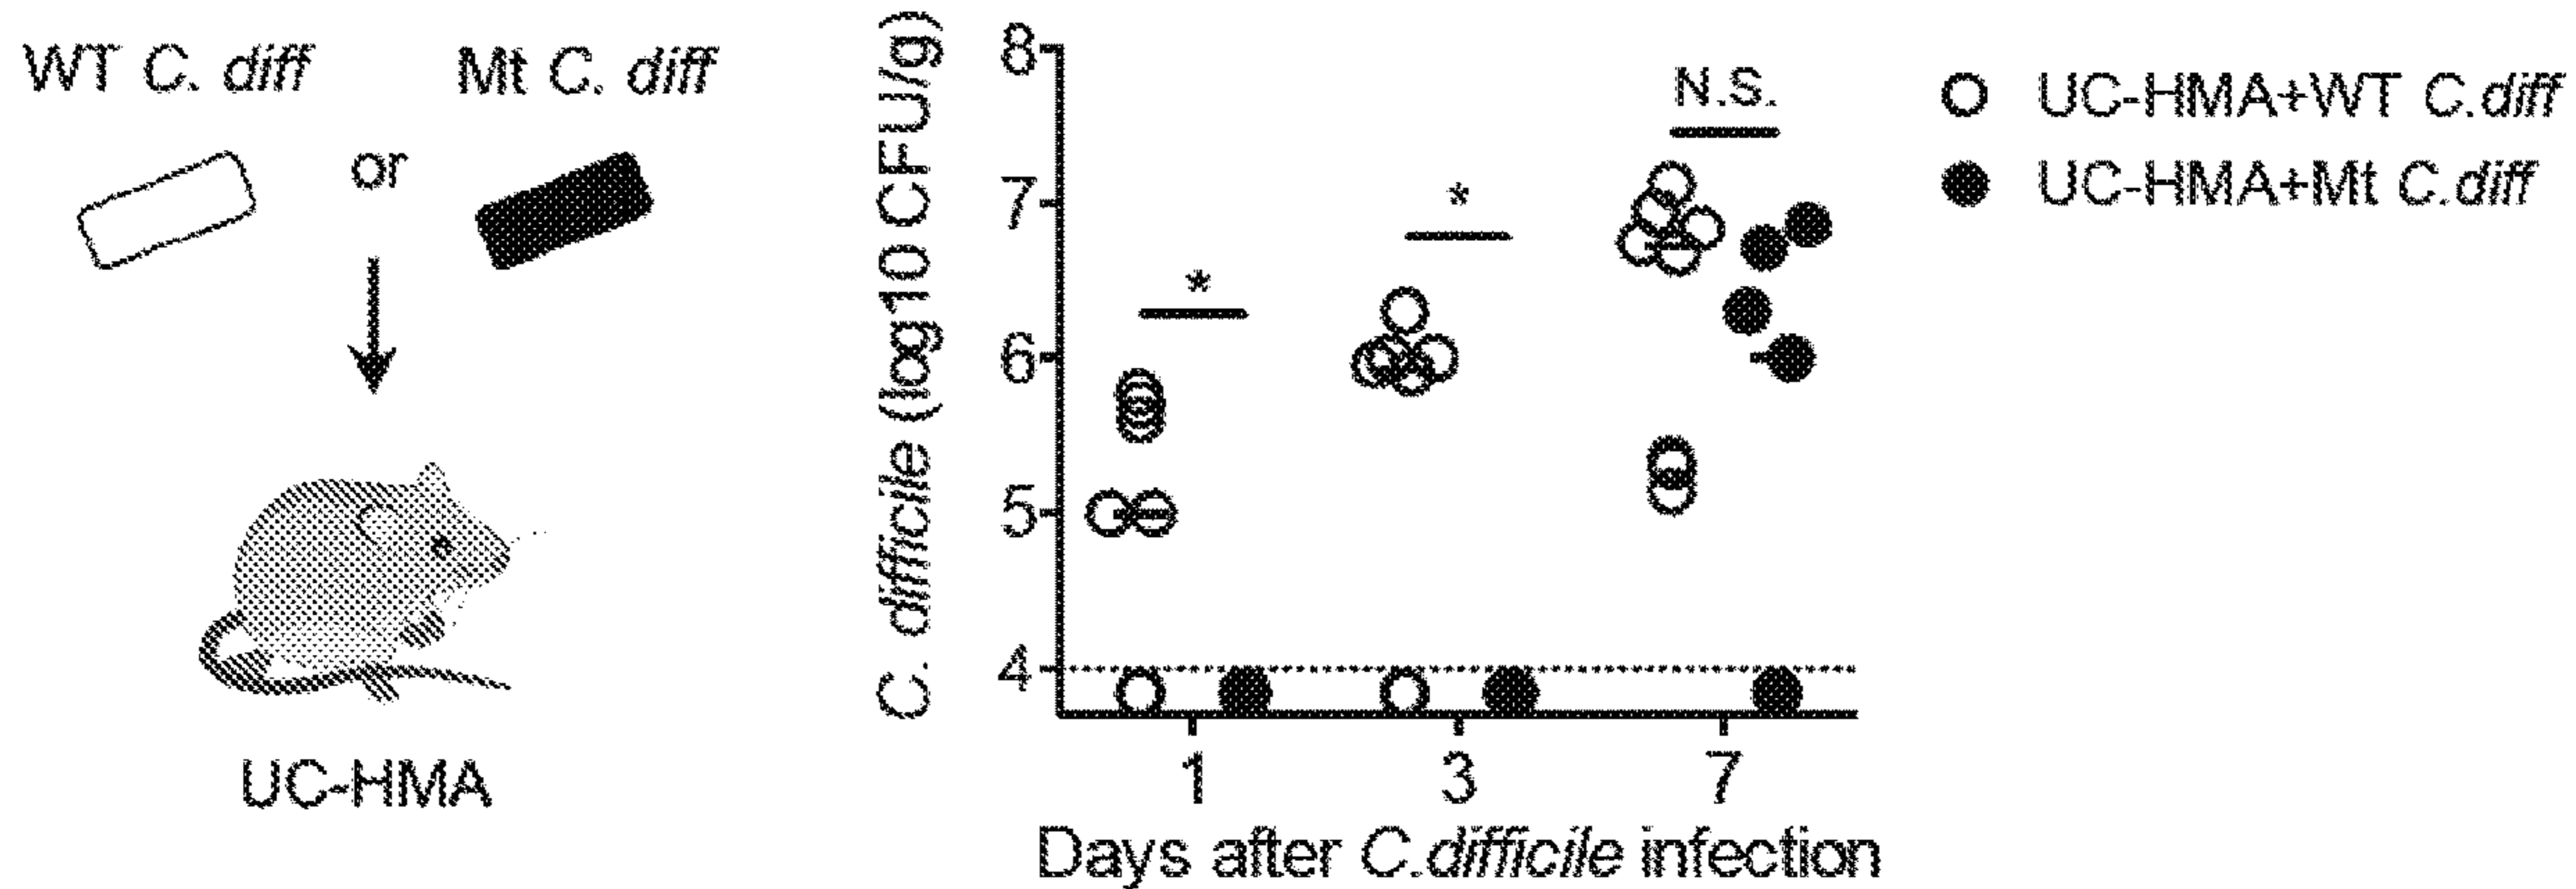 WT C. diff
Mt C. diff
or
UC-HMA
C. difficile (log10 CFU/g)
8
7
6
5
4
*
*
N.S.
1
3
7
Days after C.difficile infection
UC-HMA+WT C.diff
UC-HMA+Mt C.diff